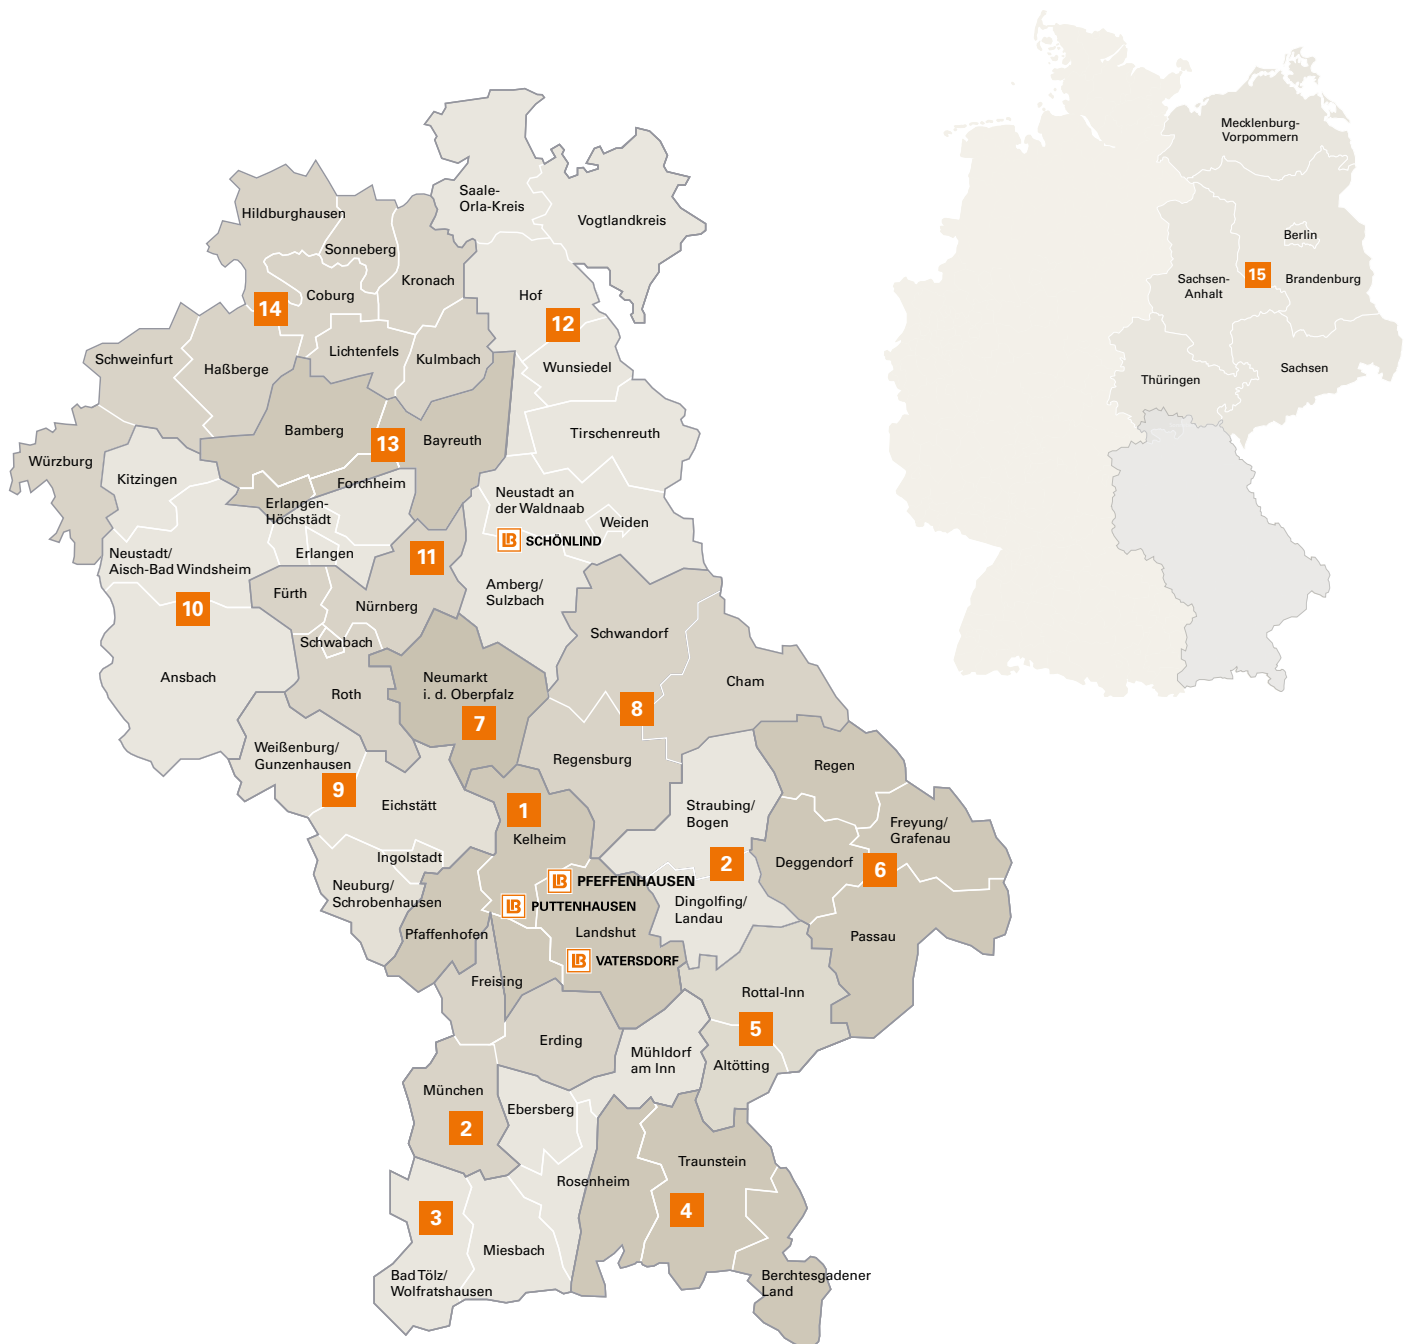 Saale-
Orla-Kreis
Vogtlandkreis
Hildburghausen
Sonneberg
Kronach
Coburg
Hof
14
12
Lichtenfels
Kulmbach
Schweinfurt
Haßberge
Wunsiedel
Bamberg
13
Bayreuth
Tirschenreuth
Würzburg
Kitzingen
Forchheim
Erlangen-
Höchstädt
Neustadt an
der Waldnaab
Weiden
LB SCHÖNLIND
Neustadt/
Aisch-Bad Windsheim
Erlangen
11
Amberg/
Sulzbach
10
Fürth
Nürnberg
Schwabach
Schwandorf
Ansbach
Roth
Neumarkt
i. d. Oberpfalz
7
8
Cham
Weißenburg/
Gunzenhausen
9
Eichstätt
Regensburg
Regen
1
Kelheim
Straubing/
Bogen
2
Freyung/
Grafenau
Deggendorf
6
Ingolstadt
Neuburg/
Schrobenhausen
LB PFEFFENHAUSEN
LB PUTTENHAUSEN
Dingolfing/
Landau
Pfaffenhofen
Landshut
Passau
LB VATERSDORF
Freising
Rottal-Inn
5
Erding
Mühldorf
am Inn
Altötting
München
2
Ebersberg
Traunstein
Rosenheim
4
3
Miesbach
Bad Tölz/
Wolfratshausen
Berchtesgadener
Land
Mecklenburg-
Vorpommern
Berlin
15
Sachsen-
Anhalt
Brandenburg
Thüringen
Sachsen